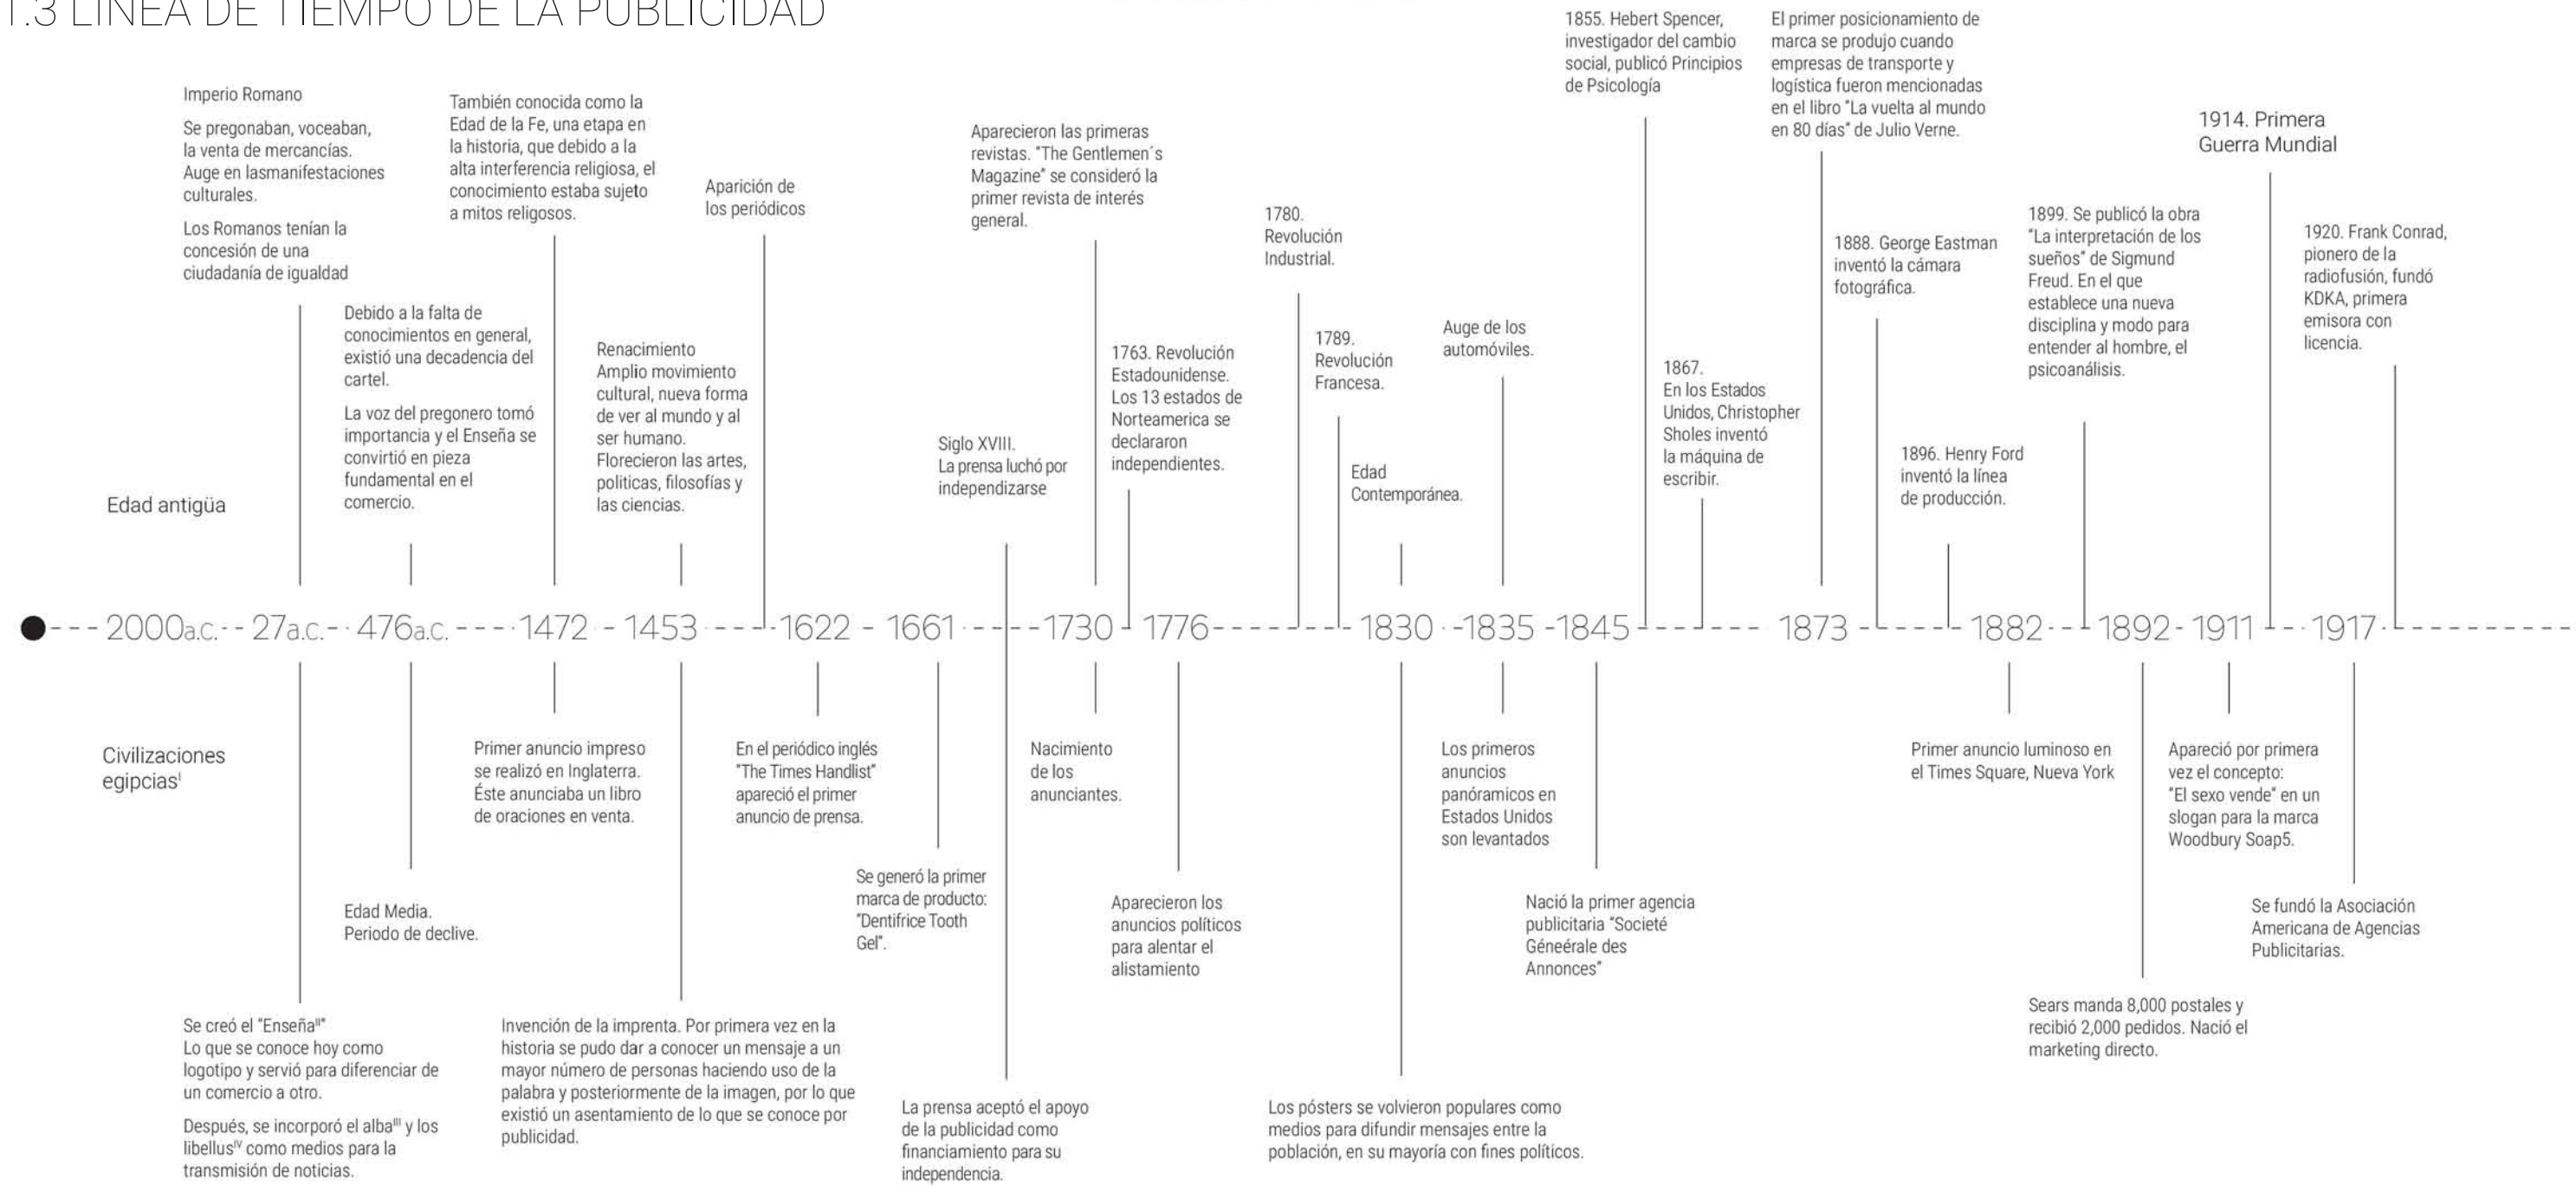 1.3 LINEA DE TIEMPO DE LA PUBLICIDAD
Imperio Romano
Se pregonaban, voceaban,
la venta de mercancías.
Auge en lasmanifestaciones
culturales.
Los Romanos tenían la
concesión de una
ciudadanía de igualdad
Debido a la falta de
conocimientos en general,
existió una decadencia del
cartel.
La voz del pregonero tomó
importancia y el Enseña se
convirtió en pieza
fundamental en el
comercio.
También conocida como la
Edad de la Fe, una etapa en
la historia, que debido a la
alta interferencia religiosa, el
conocimiento estaba sujeto
a mitos religosos.
Renacimiento
Amplio movimiento
cultural, nueva forma
de ver al mundo y al
ser humano.
Florecieron las artes,
politicas, filosofías y
las ciencias.
Aparición de
los periódicos
Siglo XVIII.
La prensa luchó por
independizarse
Aparecieron las primeras
revistas. "The Gentlemen´s
Magazine" se consideró la
primer revista de interés
general.
1763. Revolución
Estadounidense.
Los 13 estados de
Norteamerica se
declararon
independientes.
1780.
Revolución
Industrial.
1789.
Revolución
Francesa.
Edad
Contemporánea.
Auge de los
automóviles.
1855. Hebert Spencer,
investigador del cambio
social, publicó Principios
de Psicología
1867.
En los Estados
Unidos, Christopher
Sholes inventó
la máquina de
escribir.
El primer posicionamiento de
marca se produjo cuando
empresas de transporte y
logística fueron mencionadas
en el libro "La vuelta al mundo
en 80 días" de Julio Verne.
1888. George Eastman
inventó la cámara
fotográfica.
1896. Henry Ford
inventó la línea
de producción.
1899. Se publicó la obra
"La interpretación de los
sueños" de Sigmund
Freud. En el que
establece una nueva
disciplina y modo para
entender al hombre, el
psicoanálisis.
1914. Primera
Guerra Mundial
1920. Frank Conrad,
pionero de la
radiofusión, fundó
KDKA, primera
emisora con
licencia.
Edad antigüa
2000a.c. 27a.c. 476a.c. 1472 1453 1622 1661 1730 1776 1830 1835 1845 1873 1882 1892 1911 1917
Civilizaciones
egipciasᴵ
Se creó el "Enseñaᴵᴵ"
Lo que se conoce hoy como
logotipo y servió para diferenciar de
un comercio a otro.
Después, se incorporó el albaᴵᴵᴵ y los
libellusᴵⱽ como medios para la
transmisión de noticias.
Edad Media.
Periodo de declive.
Primer anuncio impreso
se realizó en Inglaterra.
Éste anunciaba un libro
de oraciones en venta.
Invención de la imprenta. Por primera vez en la
historia se pudo dar a conocer un mensaje a un
mayor número de personas haciendo uso de la
palabra y posteriormente de la imagen, por lo que
existió un asentamiento de lo que se conoce por
publicidad.
En el periódico inglés
"The Times Handlist"
apareció el primer
anuncio de prensa.
Se generó la primer
marca de producto:
"Dentifrice Tooth
Gel".
La prensa aceptó el apoyo
de la publicidad como
financiamiento para su
independencia.
Nacimiento
de los
anunciantes.
Aparecieron los
anuncios políticos
para alentar el
alistamiento
Los pósters se volvieron populares como
medios para difundir mensajes entre la
población, en su mayoría con fines políticos.
Los primeros
anuncios
panóramicos en
Estados Unidos
son levantados
Nació la primer agencia
publicitaria "Societé
Géneérale des
Annonces"
Primer anuncio luminoso en
el Times Square, Nueva York
Sears manda 8,000 postales y
recibió 2,000 pedidos. Nació el
marketing directo.
Apareció por primera
vez el concepto:
"El sexo vende" en un
slogan para la marca
Woodbury Soap5.
Se fundó la Asociación
Americana de Agencias
Publicitarias.